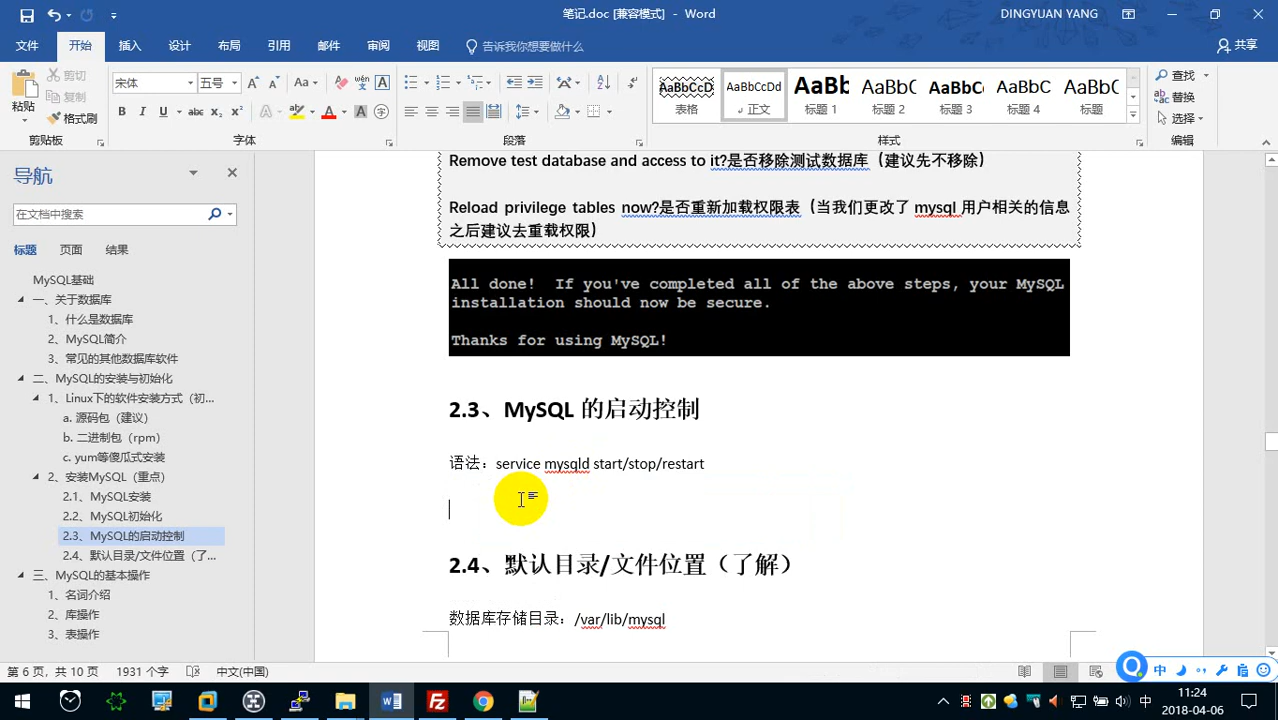 笔记.doc [兼容模式] - Word
DINGYUAN YANG
文件
开始
插入
设计
布局
引用
邮件
审阅
视图
告诉我你想要做什么
共享
粘贴
剪切
复制
格式刷
剪贴板
宋体
五号
字体
段落
AaBbCcD
表格
AaBbCcDd
正文
AaBb
标题 1
AaBbC
标题 2
AaBbC
标题 3
AaBbC
标题 4
AaBbC
标题
样式
查找
替换
选择
编辑
导航
在文档中搜索
标题
页面
结果
MySQL基础
一、关于数据库
1、什么是数据库
2、MySQL简介
3、常见的其他数据库软件
二、MySQL的安装与初始化
1、Linux下的软件安装方式（初...
a. 源码包（建议）
b. 二进制包（rpm）
c. yum等傻瓜式安装
2、安装MySQL（重点）
2.1、MySQL安装
2.2、MySQL初始化
2.3、MySQL的启动控制
2.4、默认目录/文件位置（了...
三、MySQL的基本操作
1、名词介绍
2、库操作
3、表操作
Remove test database and access to it?是否移除测试数据库（建议先不移除）
Reload privilege tables now?是否重新加载权限表（当我们更改了 mysql 用户相关的信息
之后建议去重载权限）
All done! If you've completed all of the above steps, your MySQL
installation should now be secure.
Thanks for using MySQL!
2.3、MySQL 的启动控制
语法：service mysqld start/stop/restart
2.4、默认目录/文件位置（了解）
数据库存储目录：/var/lib/mysql
第 6 页，共 10 页
1931 个字
中文(中国)
中
中
11:24
2018-04-06